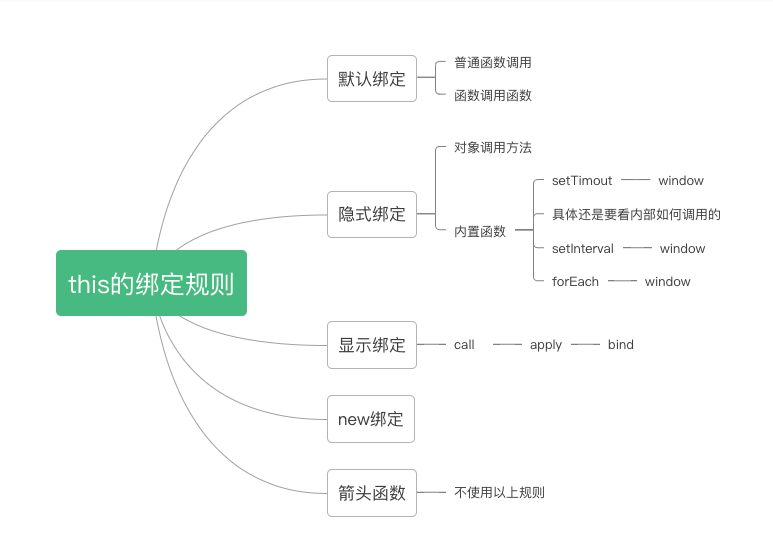 this的绑定规则
默认绑定
普通函数调用
函数调用函数
隐式绑定
对象调用方法
内置函数
setTimout
window
具体还是要看内部如何调用的
setInterval
window
forEach
window
显示绑定
call
apply
bind
new绑定
箭头函数
不使用以上规则